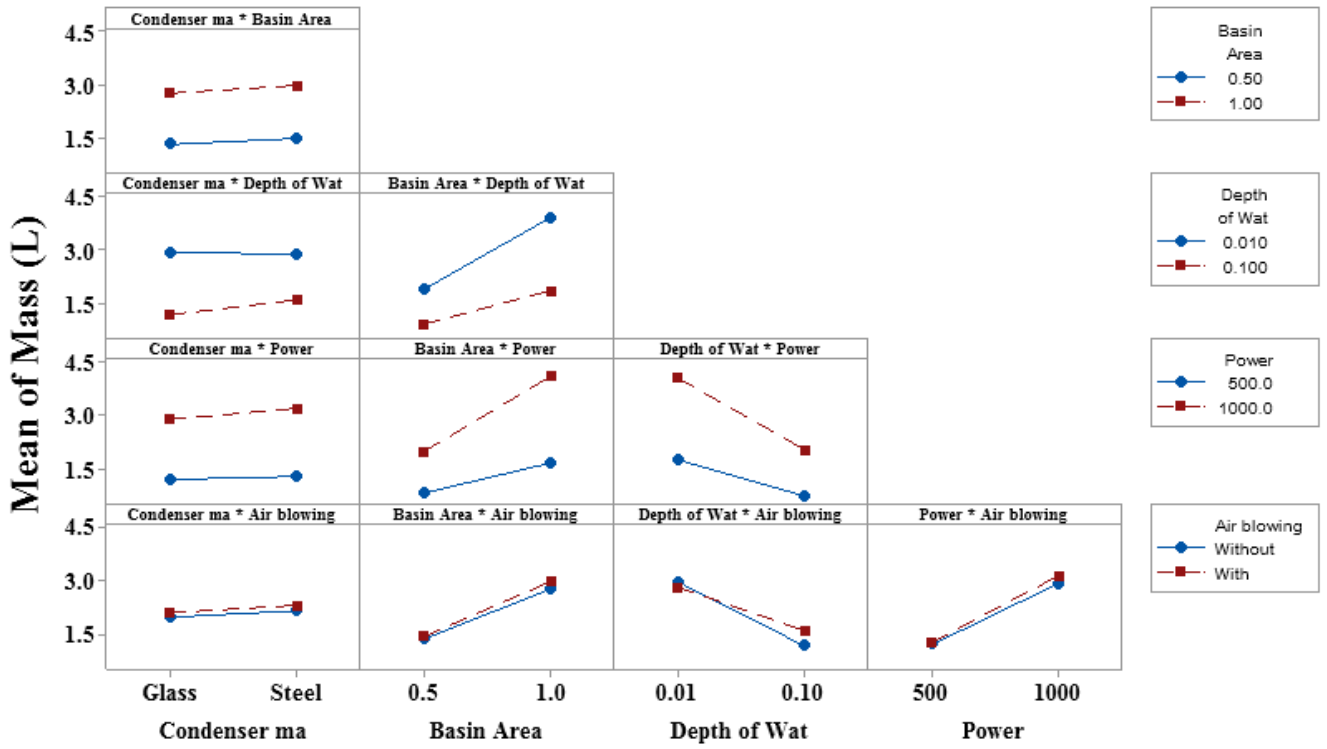 Condenser ma * Basin Area
4.5
3.0
1.5
Basin
Area
0.50
1.00
Condenser ma * Depth of Wat
Basin Area * Depth of Wat
4.5
3.0
1.5
Depth
of Wat
0.010
0.100
Mean of Mass (L)
Condenser ma * Power
Basin Area * Power
Depth of Wat * Power
4.5
3.0
1.5
Power
500.0
1000.0
Condenser ma * Air blowing
Basin Area * Air blowing
Depth of Wat * Air blowing
Power * Air blowing
4.5
3.0
1.5
Air blowing
Without
With
Glass Steel
0.5 1.0
0.01 0.10
500 1000
Condenser ma
Basin Area
Depth of Wat
Power